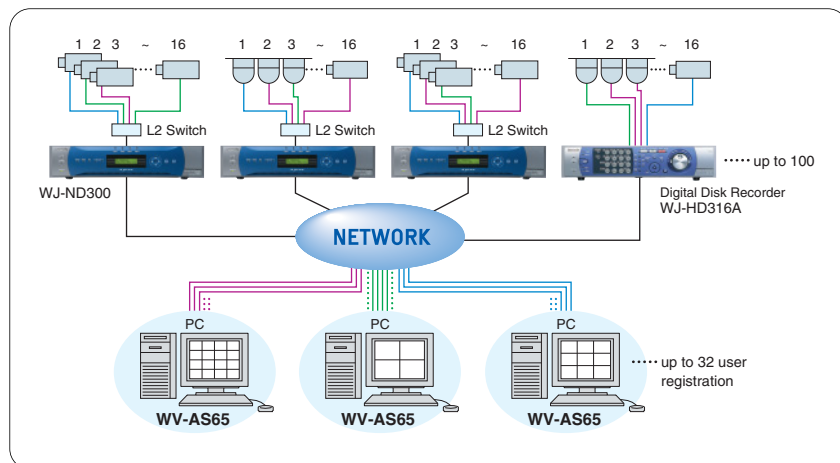 1 2 3 ~ 16
1 2 3 ~ 16
1 2 3 ~ 16
1 2 3 ~ 16
L2 Switch
L2 Switch
L2 Switch
up to 100
WJ-ND300
Digital Disk Recorder
WJ-HD316A
NETWORK
PC
PC
PC
up to 32 user
registration
WV-AS65
WV-AS65
WV-AS65